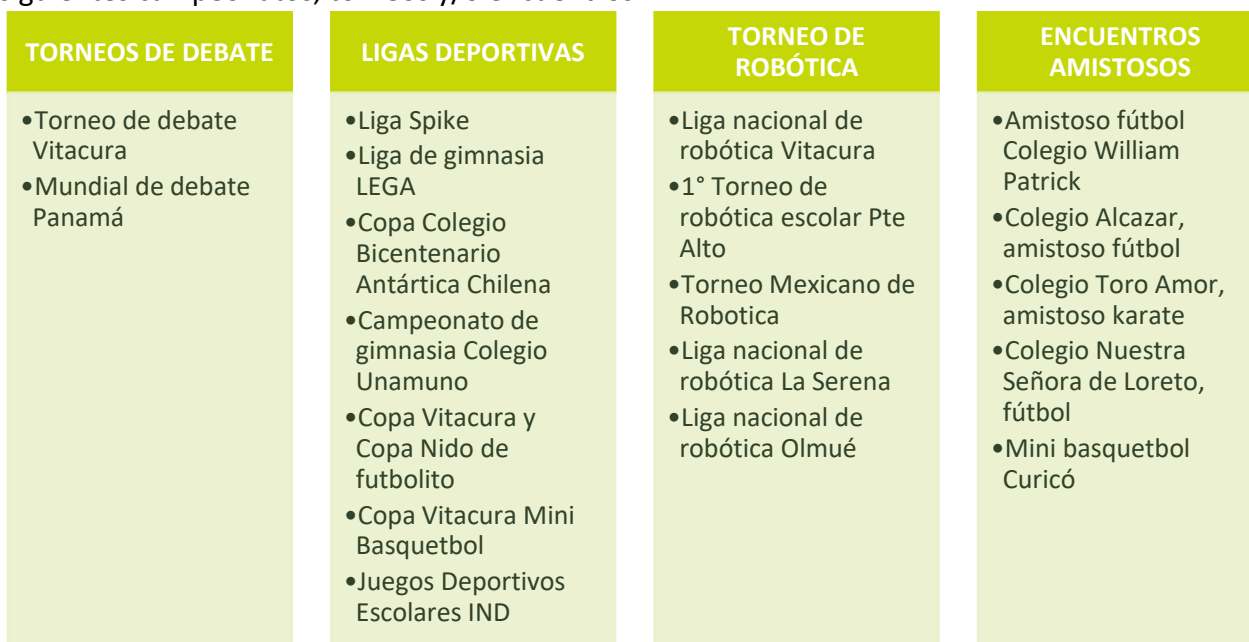 TORNEOS DE DEBATE
•Torneo de debate
Vitacura
•Mundial de debate
Panamá
LIGAS DEPORTIVAS
•Liga Spike
•Liga de gimnasia
LEGA
•Copa Colegio
Bicentenario
Antártica Chilena
•Campeonato de
gimnasia Colegio
Unamuno
•Copa Vitacura y
Copa Nido de
futbolito
•Copa Vitacura Mini
Basquetbol
•Juegos Deportivos
Escolares IND
TORNEO DE
ROBÓTICA
•Liga nacional de
robótica Vitacura
•1° Torneo de
robótica escolar Pte
Alto
•Torneo Mexicano de
Robotica
•Liga nacional de
robótica La Serena
•Liga nacional de
robótica Olmué
ENCUENTROS
AMISTOSOS
•Amistoso fútbol
Colegio William
Patrick
•Colegio Alcazar,
amistoso fútbol
•Colegio Toro Amor,
amistoso karate
•Colegio Nuestra
Señora de Loreto,
fútbol
•Mini basquetbol
Curicó